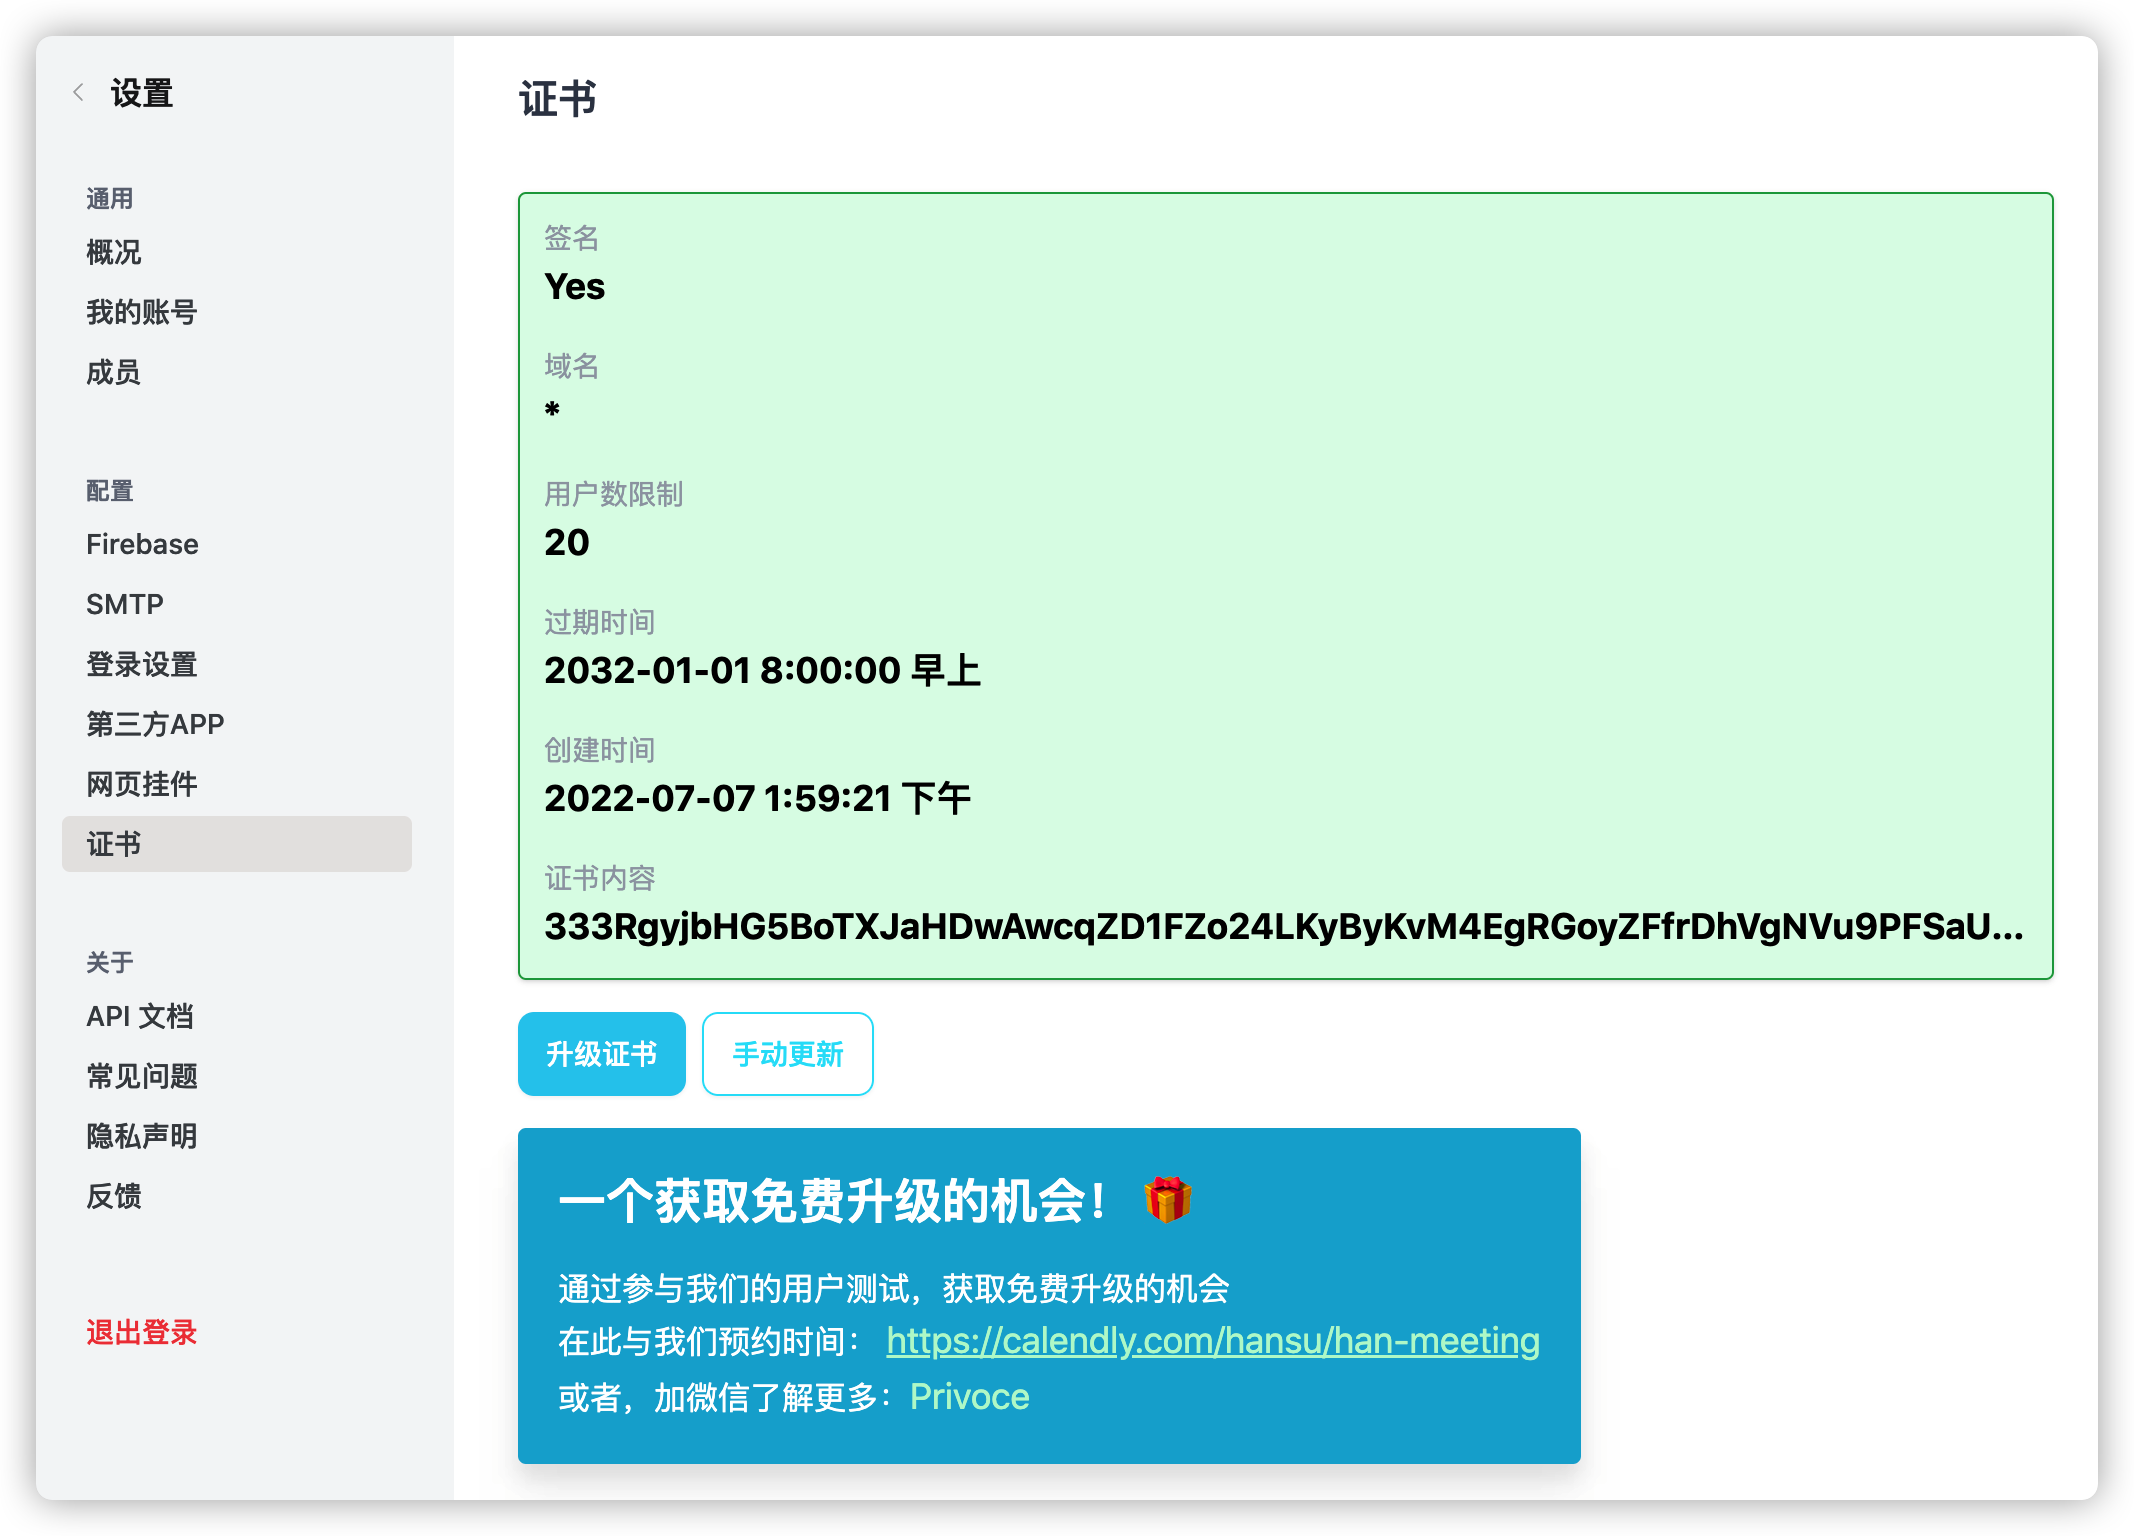 设置
通用
概况
我的账号
成员
配置
Firebase
SMTP
登录设置
第三方APP
网页挂件
证书
关于
API 文档
常见问题
隐私声明
反馈
退出登录
证书
签名
Yes
域名
*
用户数限制
20
过期时间
2032-01-01 8:00:00 早上
创建时间
2022-07-07 1:59:21 下午
证书内容
333RgyjbHG5BoTXJaHDwAwcqZD1FZo24LKyByKvM4EgRGoyZFfrDhVgNVu9PFSaU...
升级证书
手动更新
一个获取免费升级的机会！ 🎁
通过参与我们的用户测试，获取免费升级的机会
在此与我们预约时间： https://calendly.com/hansu/han-meeting
或者，加微信了解更多：Privoce